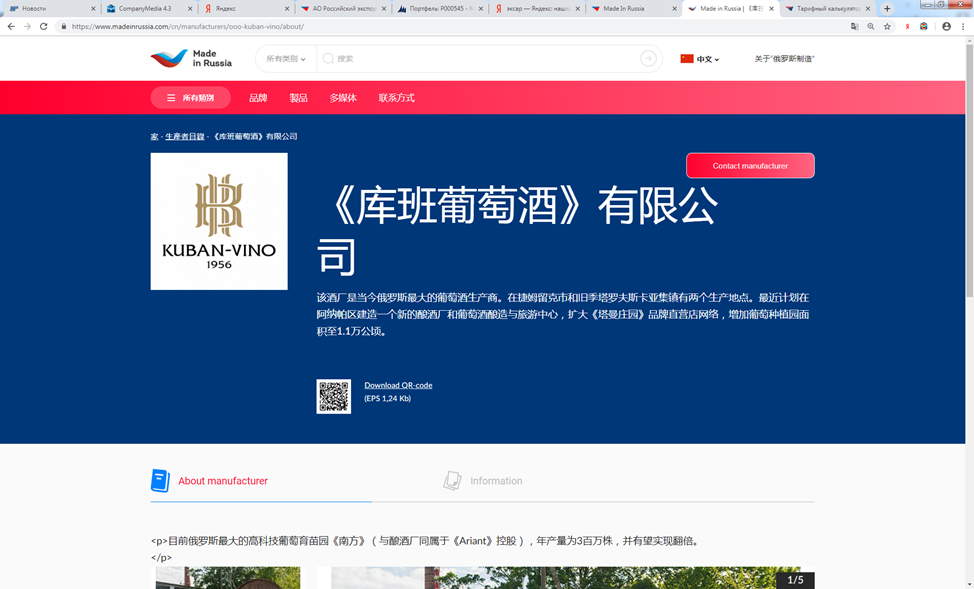 Новости
CompanyMedia 4.3
Яндекс
АО Российский экспор
Портфель: P000545 - M
эксар — Яндекс: нашл
Made In Russia
Made in Russia | 《库班
Тарифный калькулято
https://www.madeinrussia.com/cn/manufacturers/ooo-kuban-vino/about/
Made
in Russia
所有类别
搜索
中文
关于"俄罗斯制造"
所有類別
品牌
製品
多媒体
联系方式
家 - 生產者目錄 - 《库班葡萄酒》有限公司
KUBAN-VINO
1956
Contact manufacturer
《库班葡萄酒》有限公
司
该酒厂是当今俄罗斯最大的葡萄酒生产商。在捷姆留克市和旧季塔罗夫斯卡亚集镇有两个生产地点。最近计划在
阿纳帕区建造一个新的酿酒厂和葡萄酒酿造与旅游中心，扩大《塔曼庄园》品牌直营店网络，增加葡萄种植园面
积至1.1万公顷。
Download QR-code
(EPS 1,24 Kb)
About manufacturer
Information
<p>目前俄罗斯最大的高科技葡萄育苗园《南方》（与酿酒厂同属于《Ariant》控股），年产量为3百万株，并有望实现翻倍。
</p>
1/5